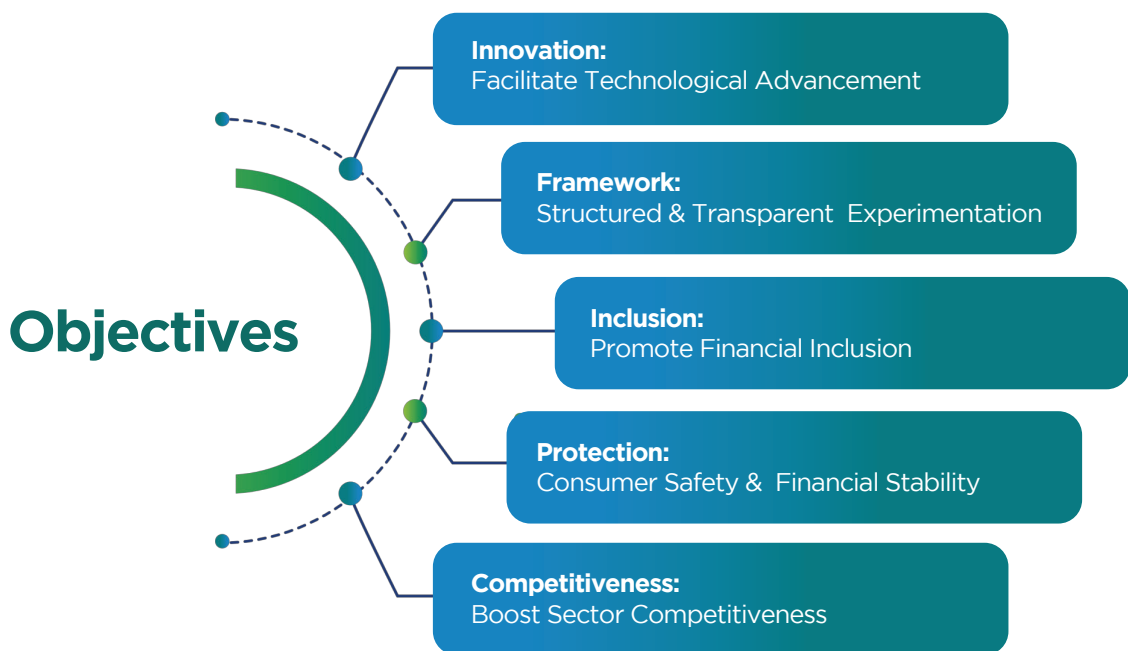 Objectives
Innovation:
Facilitate Technological Advancement
Framework:
Structured & Transparent Experimentation
Inclusion:
Promote Financial Inclusion
Protection:
Consumer Safety & Financial Stability
Competitiveness:
Boost Sector Competitiveness